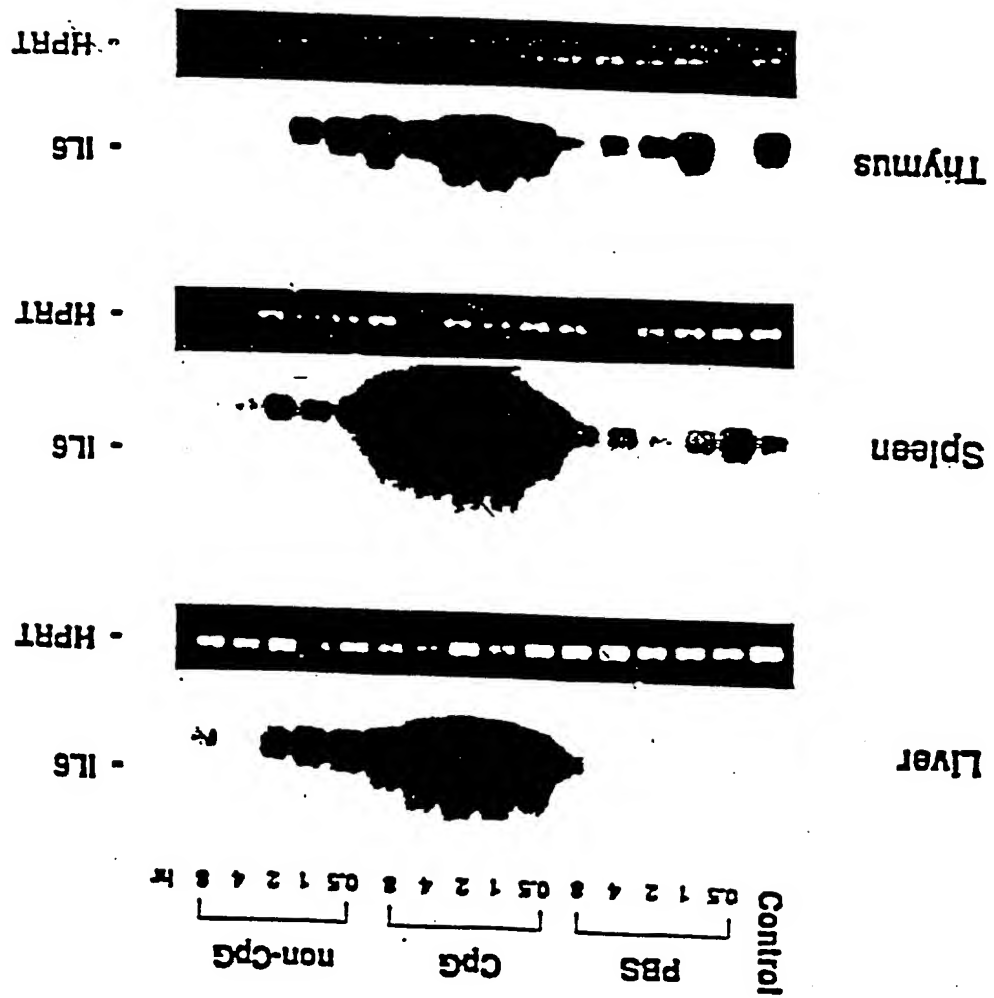 Control
PBS CpG non-CpG
0.5 1 2 4 8 0.5 1 2 4 8 0.5 1 2 4 8 hr
Liver
- IL6
- HPRT
Spleen
- IL6
- HPRT
Thymus
- IL6
- HPRT